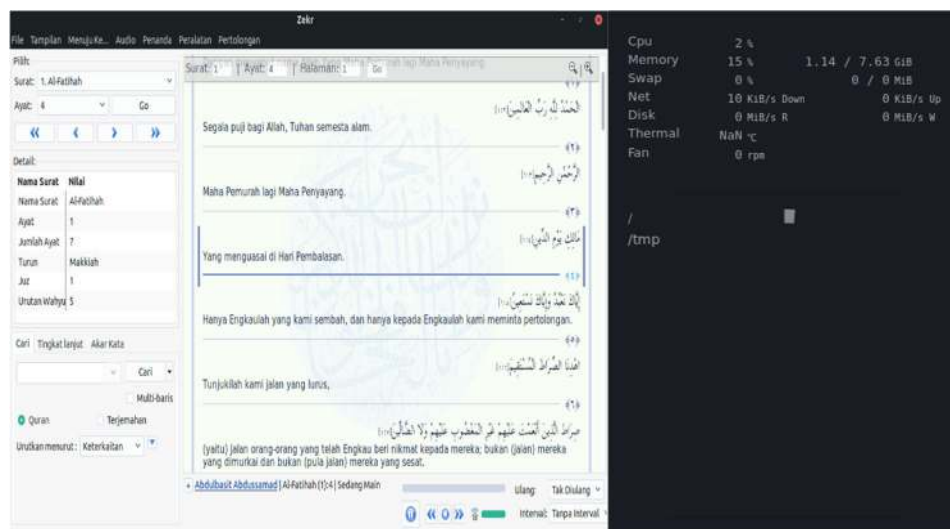 Zekr
File Tampilan Menuju Ke... Audio Penanda Peralatan Pertolongan
Pilih:
Surat: 1. Al-Fatihah
Ayat: 4 Go
Detail:
Nama Surat Nilai
Nama Surat Al-Fatihah
Ayat 1
Jumlah Ayat 7
Turun Makkiah
Juz 1
Urutan Wahyu 5
Cari Tingkat lanjut Akar Kata
Cari
Multi-baris
Quran Terjemahan
Urutkan menurut: Keterkaitan
Surat: 1 | Ayat: 4 | Halaman: 1 Go
﴿١﴾
الْحَمْدُ لِلَّهِ رَبِّ الْعَالَمِينَ
Segala puji bagi Allah, Tuhan semesta alam.
﴿٢﴾
الرَّحْمَٰنِ الرَّحِيمِ
Maha Pemurah lagi Maha Penyayang.
﴿٣﴾
مَالِكِ يَوْمِ الدِّينِ
Yang menguasai di Hari Pembalasan.
﴿٤﴾
إِيَّاكَ نَعْبُدُ وَإِيَّاكَ نَسْتَعِينُ
Hanya Engkaulah yang kami sembah, dan hanya kepada Engkaulah kami meminta pertolongan.
﴿٥﴾
اهْدِنَا الصِّرَاطَ الْمُسْتَقِيمَ
Tunjukilah kami jalan yang lurus,
﴿٦﴾
صِرَاطَ الَّذِينَ أَنْعَمْتَ عَلَيْهِمْ غَيْرِ الْمَغْضُوبِ عَلَيْهِمْ وَلَا الضَّالِّينَ
(yaitu) jalan orang-orang yang telah Engkau beri nikmat kepada mereka; bukan (jalan) mereka
yang dimurkai dan bukan (pula jalan) mereka yang sesat.
Abdulbasit Abdussamad | Al-Fatihah (1):4 | Sedang Main
Ulang: Tak Diulang
Interval: Tanpa Interval
Cpu 2 %
Memory 15 % 1.14 / 7.63 GiB
Swap 0 % 0 / 0 MiB
Net 10 KiB/s Down 0 KiB/s Up
Disk 0 MiB/s R 0 MiB/s W
Thermal NaN °C
Fan 0 rpm
/
/tmp